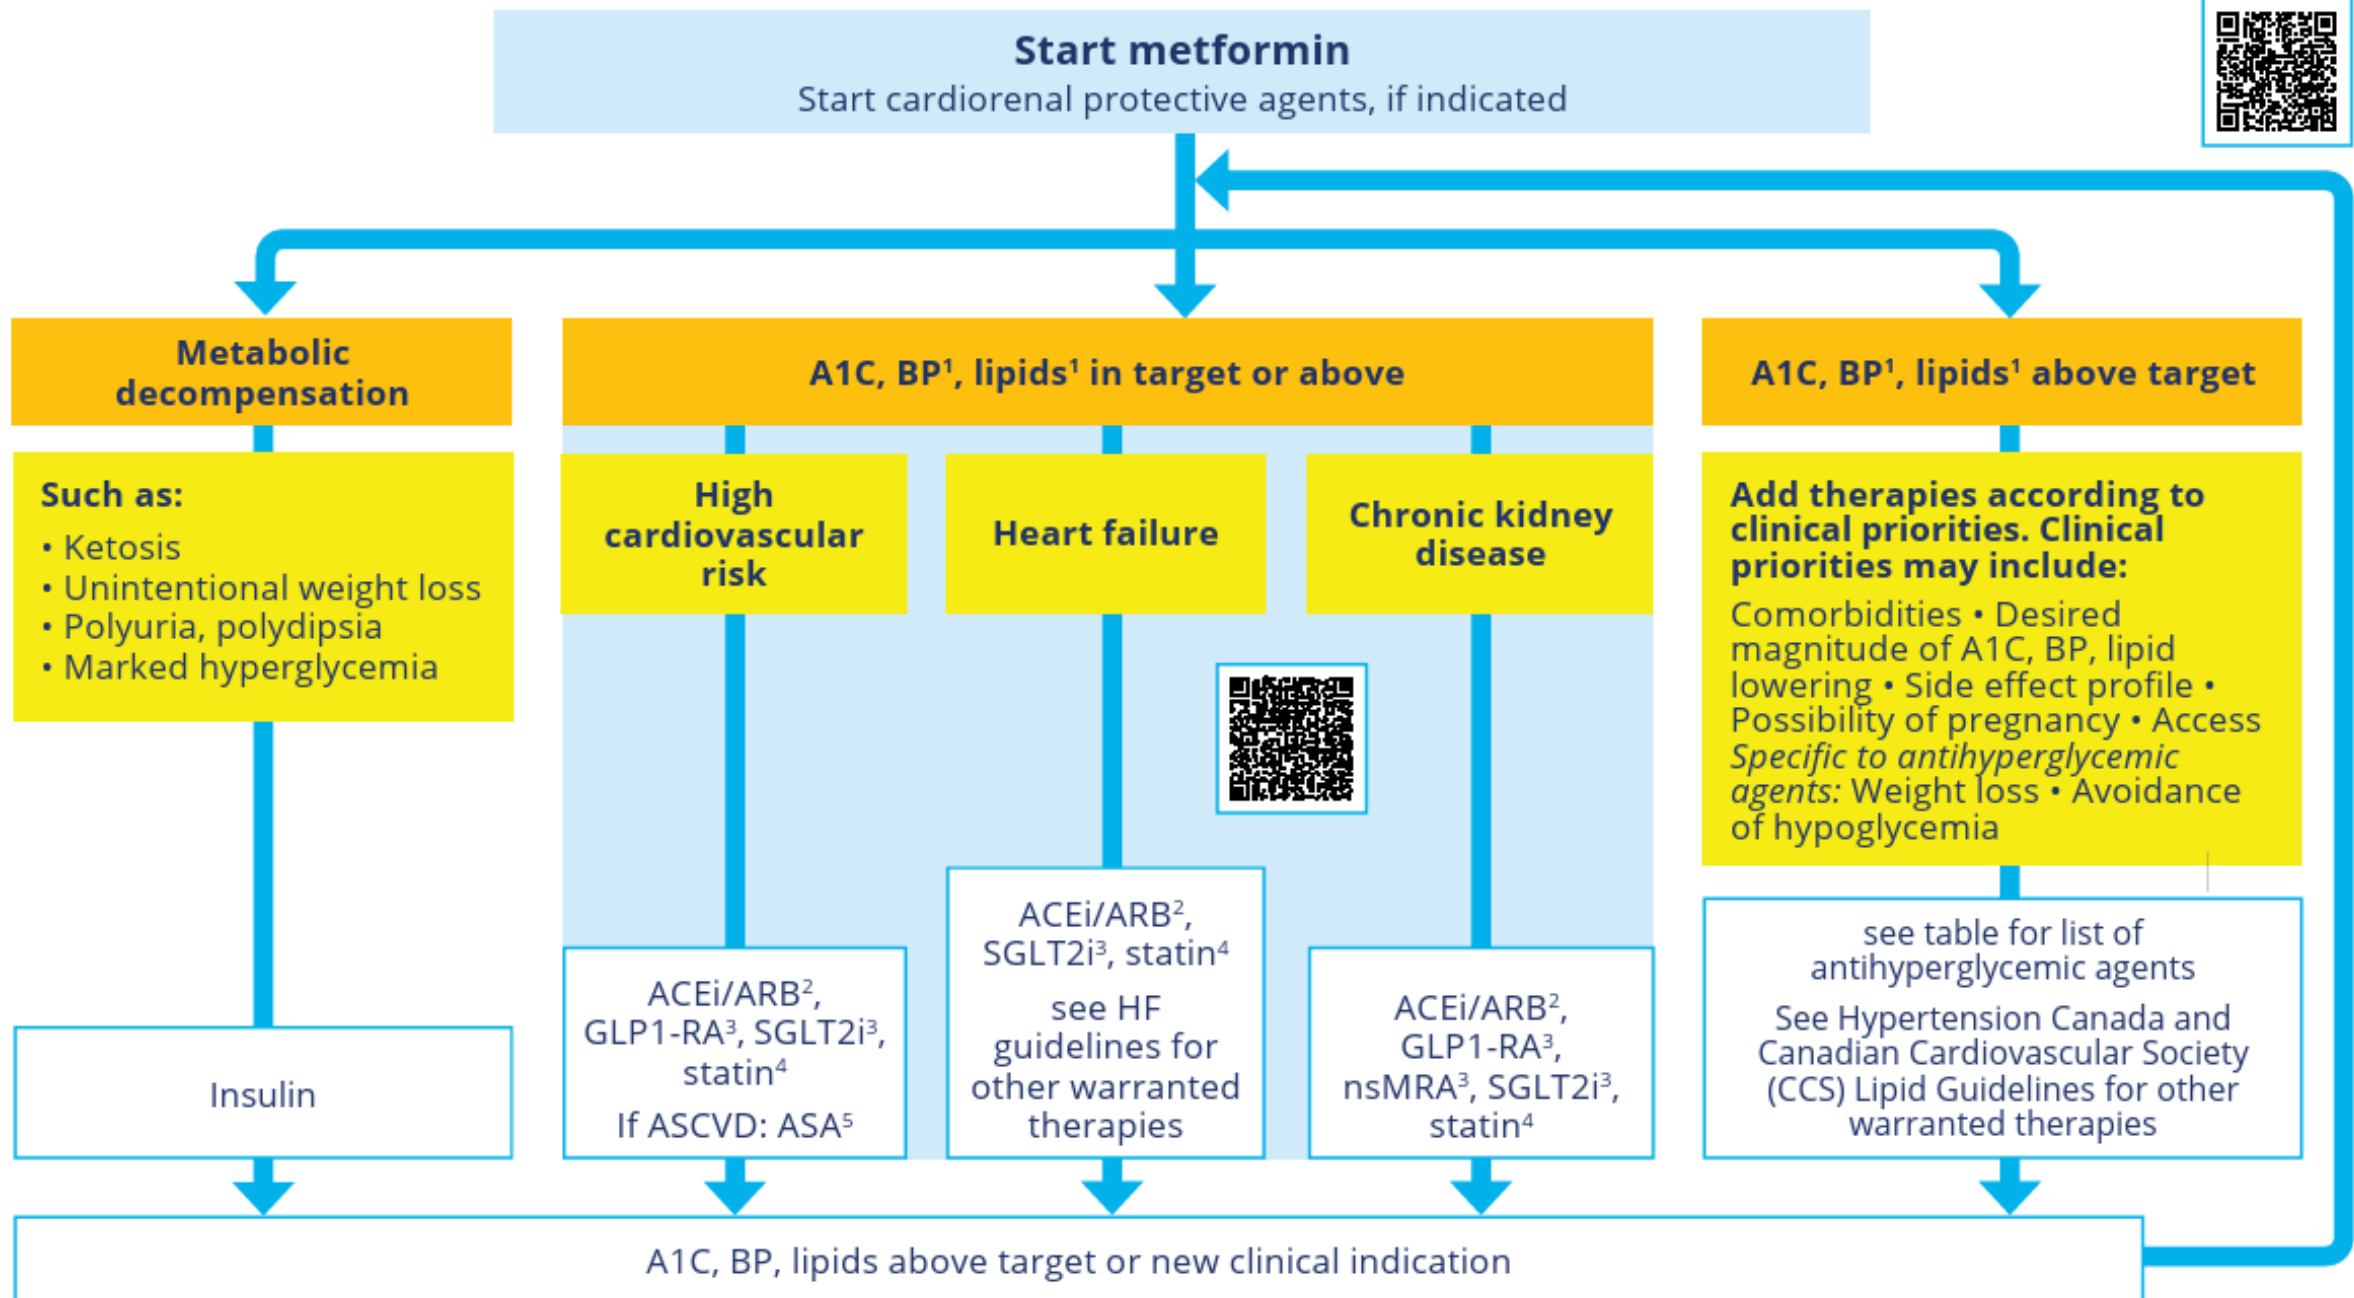 Start metformin
Start cardiorenal protective agents, if indicated
Metabolic
decompensation
Such as:
• Ketosis
• Unintentional weight loss
• Polyuria, polydipsia
• Marked hyperglycemia
Insulin
A1C, BP¹, lipids¹ in target or above
High
cardiovascular
risk
ACEi/ARB²,
GLP1-RA³, SGLT2i³,
statin⁴
If ASCVD: ASA⁵
Heart failure
ACEi/ARB²,
SGLT2i³, statin⁴
see HF
guidelines for
other warranted
therapies
Chronic kidney
disease
ACEi/ARB²,
GLP1-RA³,
nsMRA³, SGLT2i³,
statin⁴
A1C, BP¹, lipids¹ above target
Add therapies according to
clinical priorities. Clinical
priorities may include:
Comorbidities • Desired
magnitude of A1C, BP, lipid
lowering • Side effect profile •
Possibility of pregnancy • Access
Specific to antihyperglycemic
agents: Weight loss • Avoidance
of hypoglycemia
see table for list of
antihyperglycemic agents
See Hypertension Canada and
Canadian Cardiovascular Society
(CCS) Lipid Guidelines for other
warranted therapies
A1C, BP, lipids above target or new clinical indication